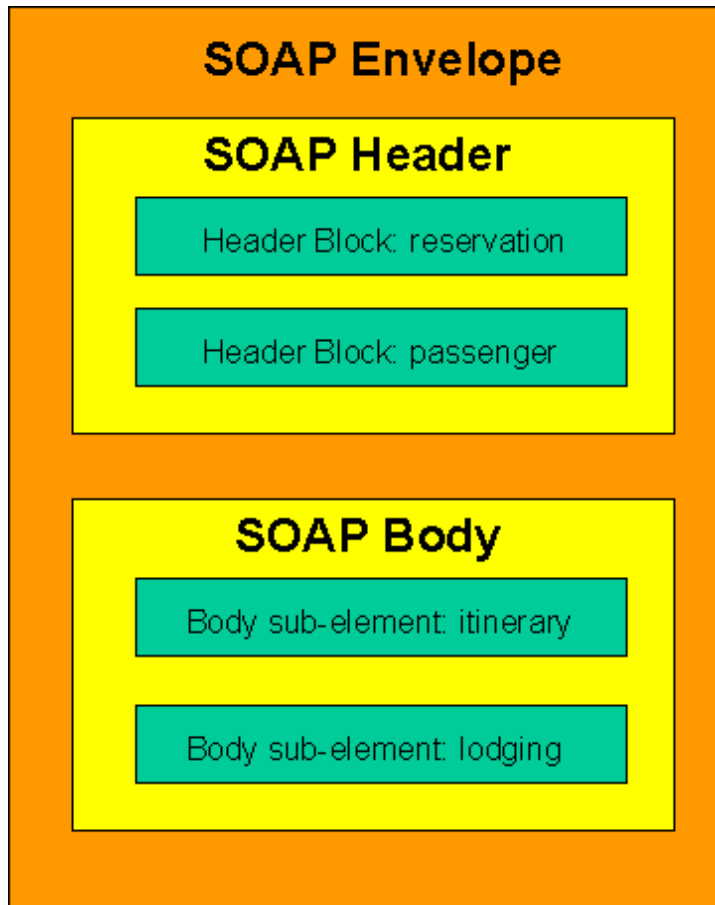 SOAP Envelope
SOAP Header
Header Block: reservation
Header Block: passenger
SOAP Body
Body sub-element: itinerary
Body sub-element: lodging